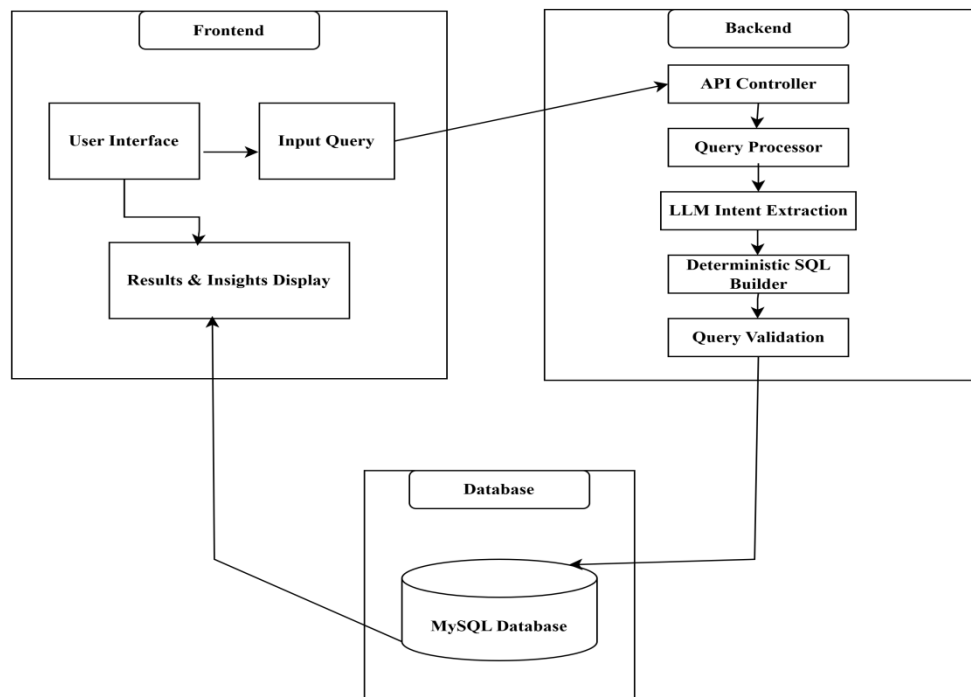 Frontend
User Interface
Input Query
Results & Insights Display
Backend
API Controller
Query Processor
LLM Intent Extraction
Deterministic SQL
Builder
Query Validation
Database
MySQL Database